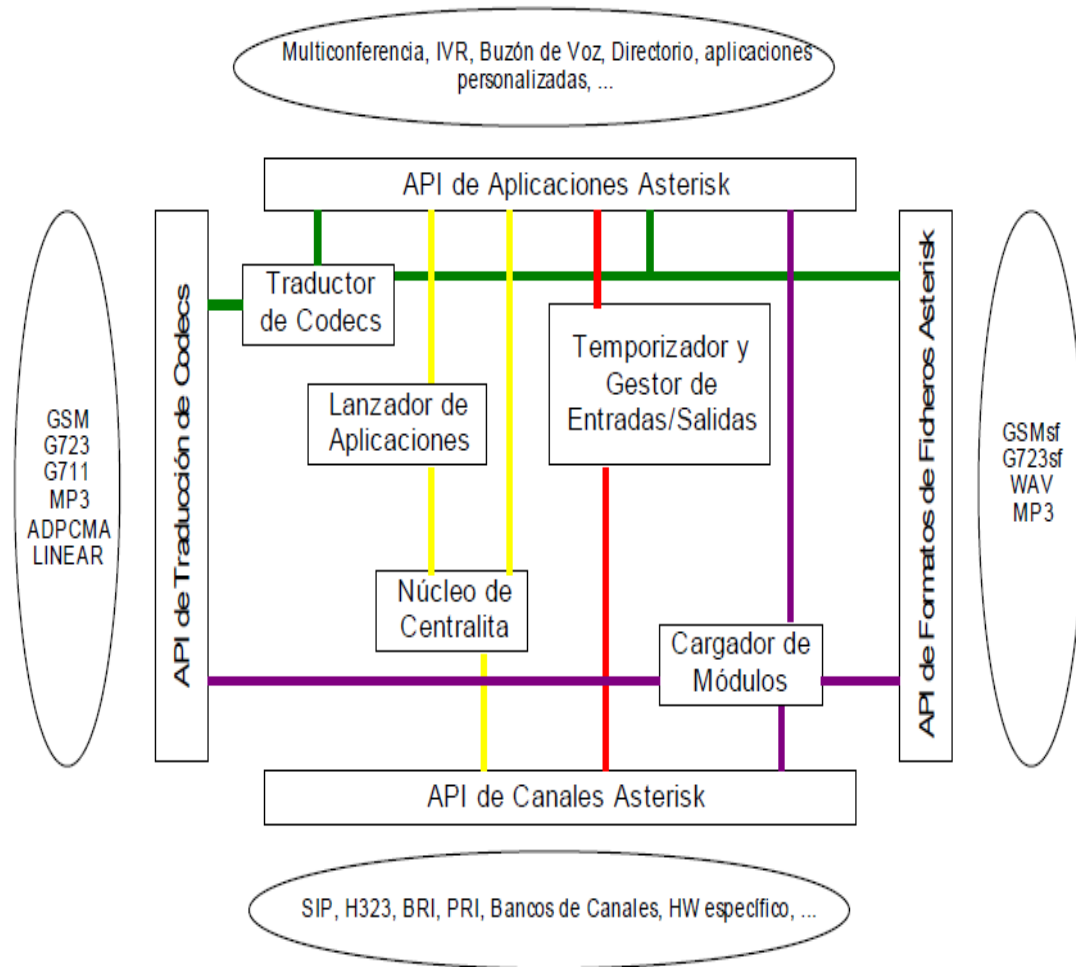 Multiconferencia, IVR, Buzón de Voz, Directorio, aplicaciones
personalizadas, ...
API de Aplicaciones Asterisk
API de Traducción de Codecs
API de Formatos de Ficheros Asterisk
Traductor
de Codecs
Temporizador y
Gestor de
Entradas/Salidas
Lanzador de
Aplicaciones
GSM
G723
G711
MP3
ADPCMA
LINEAR
GSMsf
G723sf
WAV
MP3
Núcleo de
Centralita
Cargador de
Módulos
API de Canales Asterisk
SIP, H323, BRI, PRI, Bancos de Canales, HW específico, ...